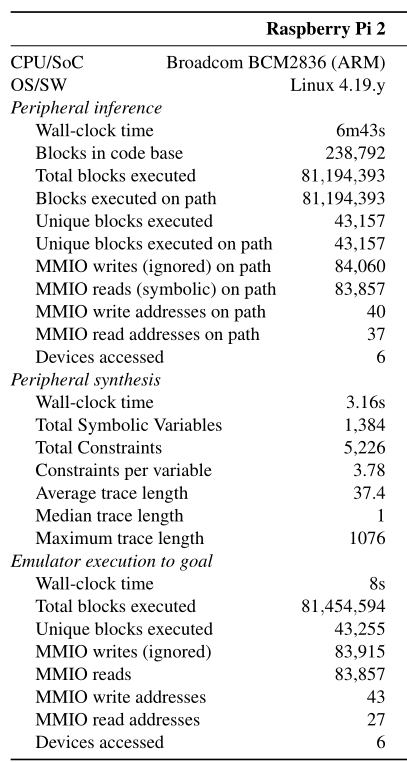 Raspberry Pi 2
CPU/SoC Broadcom BCM2836 (ARM)
OS/SW Linux 4.19.y
Peripheral inference
Wall-clock time 6m43s
Blocks in code base 238,792
Total blocks executed 81,194,393
Blocks executed on path 81,194,393
Unique blocks executed 43,157
Unique blocks executed on path 43,157
MMIO writes (ignored) on path 84,060
MMIO reads (symbolic) on path 83,857
MMIO write addresses on path 40
MMIO read addresses on path 37
Devices accessed 6
Peripheral synthesis
Wall-clock time 3.16s
Total Symbolic Variables 1,384
Total Constraints 5,226
Constraints per variable 3.78
Average trace length 37.4
Median trace length 1
Maximum trace length 1076
Emulator execution to goal
Wall-clock time 8s
Total blocks executed 81,454,594
Unique blocks executed 43,255
MMIO writes (ignored) 83,915
MMIO reads 83,857
MMIO write addresses 43
MMIO read addresses 27
Devices accessed 6